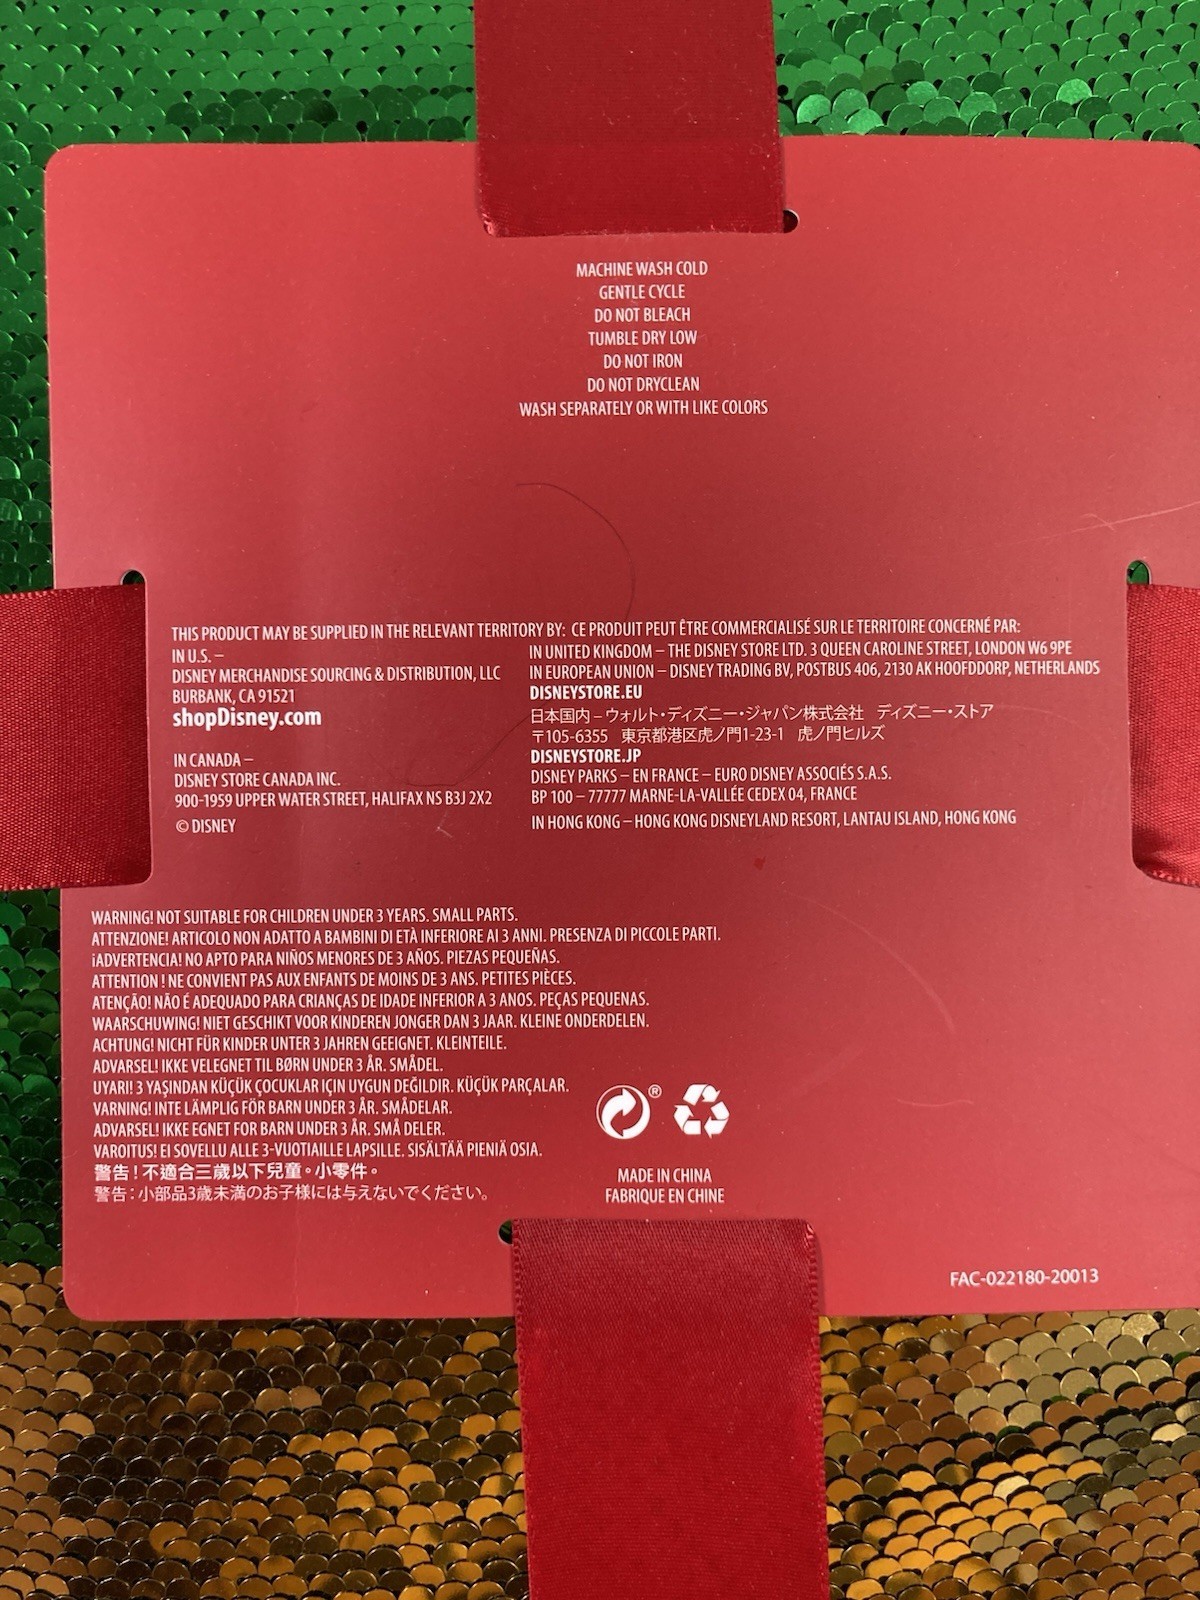 MACHINE WASH COLD
GENTLE CYCLE
DO NOT BLEACH
TUMBLE DRY LOW
DO NOT IRON
DO NOT DRYCLEAN
WASH SEPARATELY OR WITH LIKE COLORS
THIS PRODUCT MAY BE SUPPLIED IN THE RELEVANT TERRITORY BY: CE PRODUIT PEUT ÊTRE COMMERCIALISÉ SUR LE TERRITOIRE CONCERNÉ PAR:
IN U.S. –
DISNEY MERCHANDISE SOURCING & DISTRIBUTION, LLC
BURBANK, CA 91521
shopDisney.com
IN CANADA –
DISNEY STORE CANADA INC.
900-1959 UPPER WATER STREET, HALIFAX NS B3J 2X2
© DISNEY
IN UNITED KINGDOM – THE DISNEY STORE LTD. 3 QUEEN CAROLINE STREET, LONDON W6 9PE
IN EUROPEAN UNION – DISNEY TRADING BV, POSTBUS 406, 2130 AK HOOFDDORP, NETHERLANDS
DISNEYSTORE.EU
日本国内 – ウォルト・ディズニー・ジャパン株式会社 ディズニー・ストア
〒105-6355 東京都港区虎ノ門1-23-1 虎ノ門ヒルズ
DISNEYSTORE.JP
DISNEY PARKS – EN FRANCE – EURO DISNEY ASSOCIÉS S.A.S.
BP 100 – 77777 MARNE-LA-VALLÉE CEDEX 04, FRANCE
IN HONG KONG – HONG KONG DISNEYLAND RESORT, LANTAU ISLAND, HONG KONG
WARNING! NOT SUITABLE FOR CHILDREN UNDER 3 YEARS. SMALL PARTS.
ATTENZIONE! ARTICOLO NON ADATTO A BAMBINI DI ETÀ INFERIORE AI 3 ANNI. PRESENZA DI PICCOLE PARTI.
¡ADVERTENCIA! NO APTO PARA NIÑOS MENORES DE 3 AÑOS. PIEZAS PEQUEÑAS.
ATTENTION ! NE CONVIENT PAS AUX ENFANTS DE MOINS DE 3 ANS. PETITES PIÈCES.
ATENÇÃO! NÃO É ADEQUADO PARA CRIANÇAS DE IDADE INFERIOR A 3 ANOS. PEÇAS PEQUENAS.
WAARSCHUWING! NIET GESCHIKT VOOR KINDEREN JONGER DAN 3 JAAR. KLEINE ONDERDELEN.
ACHTUNG! NICHT FÜR KINDER UNTER 3 JAHREN GEEIGNET. KLEINTEILE.
ADVARSEL! IKKE VELEGNET TIL BØRN UNDER 3 ÅR. SMÅDEL.
UYARI! 3 YAŞINDAN KÜÇÜK ÇOCUKLAR IÇIN UYGUN DEĞILDIR. KÜÇÜK PARÇALAR.
VARNING! INTE LÄMPLIG FÖR BARN UNDER 3 ÅR. SMÅDELAR.
ADVARSEL! IKKE EGNET FOR BARN UNDER 3 ÅR. SMÅ DELER.
VAROITUS! EI SOVELLU ALLE 3-VUOTIAILLE LAPSILLE. SISÄLTÄÄ PIENIÄ OSIA.
警告！不適合三歲以下兒童。小零件。
警告：小部品3歳未満のお子様には与えないでください。
®
MADE IN CHINA
FABRIQUE EN CHINE
FAC-022180-20013